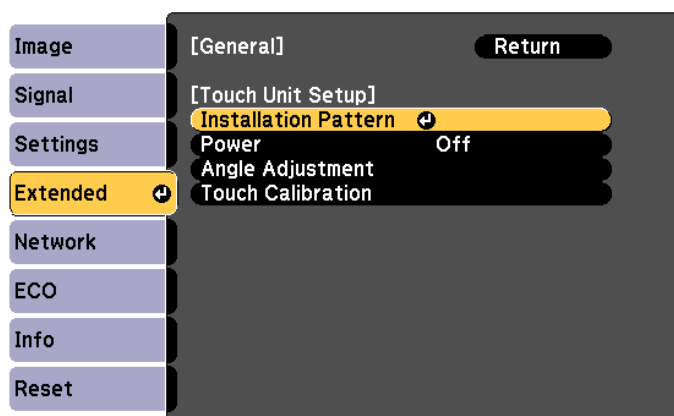 Image
Signal
Settings
Extended
Network
ECO
Info
Reset
[General] Return
[Touch Unit Setup]
Installation Pattern
Power Off
Angle Adjustment
Touch Calibration